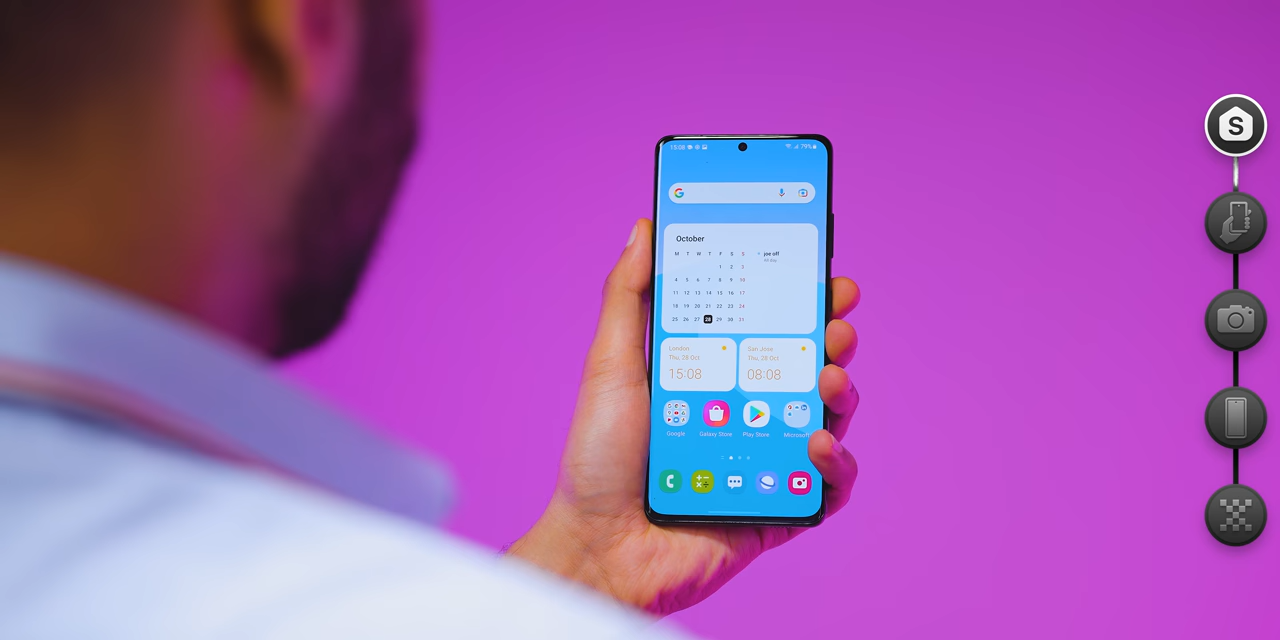 15:08
79%
October
M T W T F S S
joe off
All day
1 2 3
4 5 6 7 8 9 10
11 12 13 14 15 16 17
18 19 20 21 22 23 24
25 26 27 28 29 30 31
London
Thu, 28 Oct
15:08
San Jose
Thu, 28 Oct
08:08
Google
Galaxy Store
Play Store
Microsoft
S